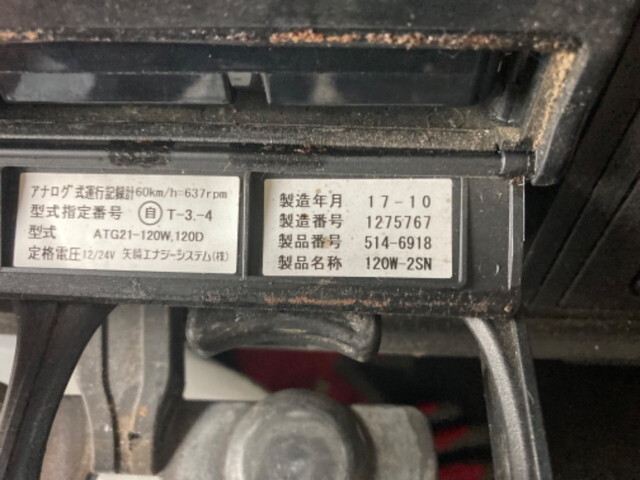 アナログ式運行記録計60km/h=637rpm
型式指定番号 自 T-3.-4
型式 ATG21-120W,120D
定格電圧12/24V 矢崎エナジーシステム(株)
製造年月 17-10
製造番号 1275767
製品番号 514-6918
製品名称 120W-2SN